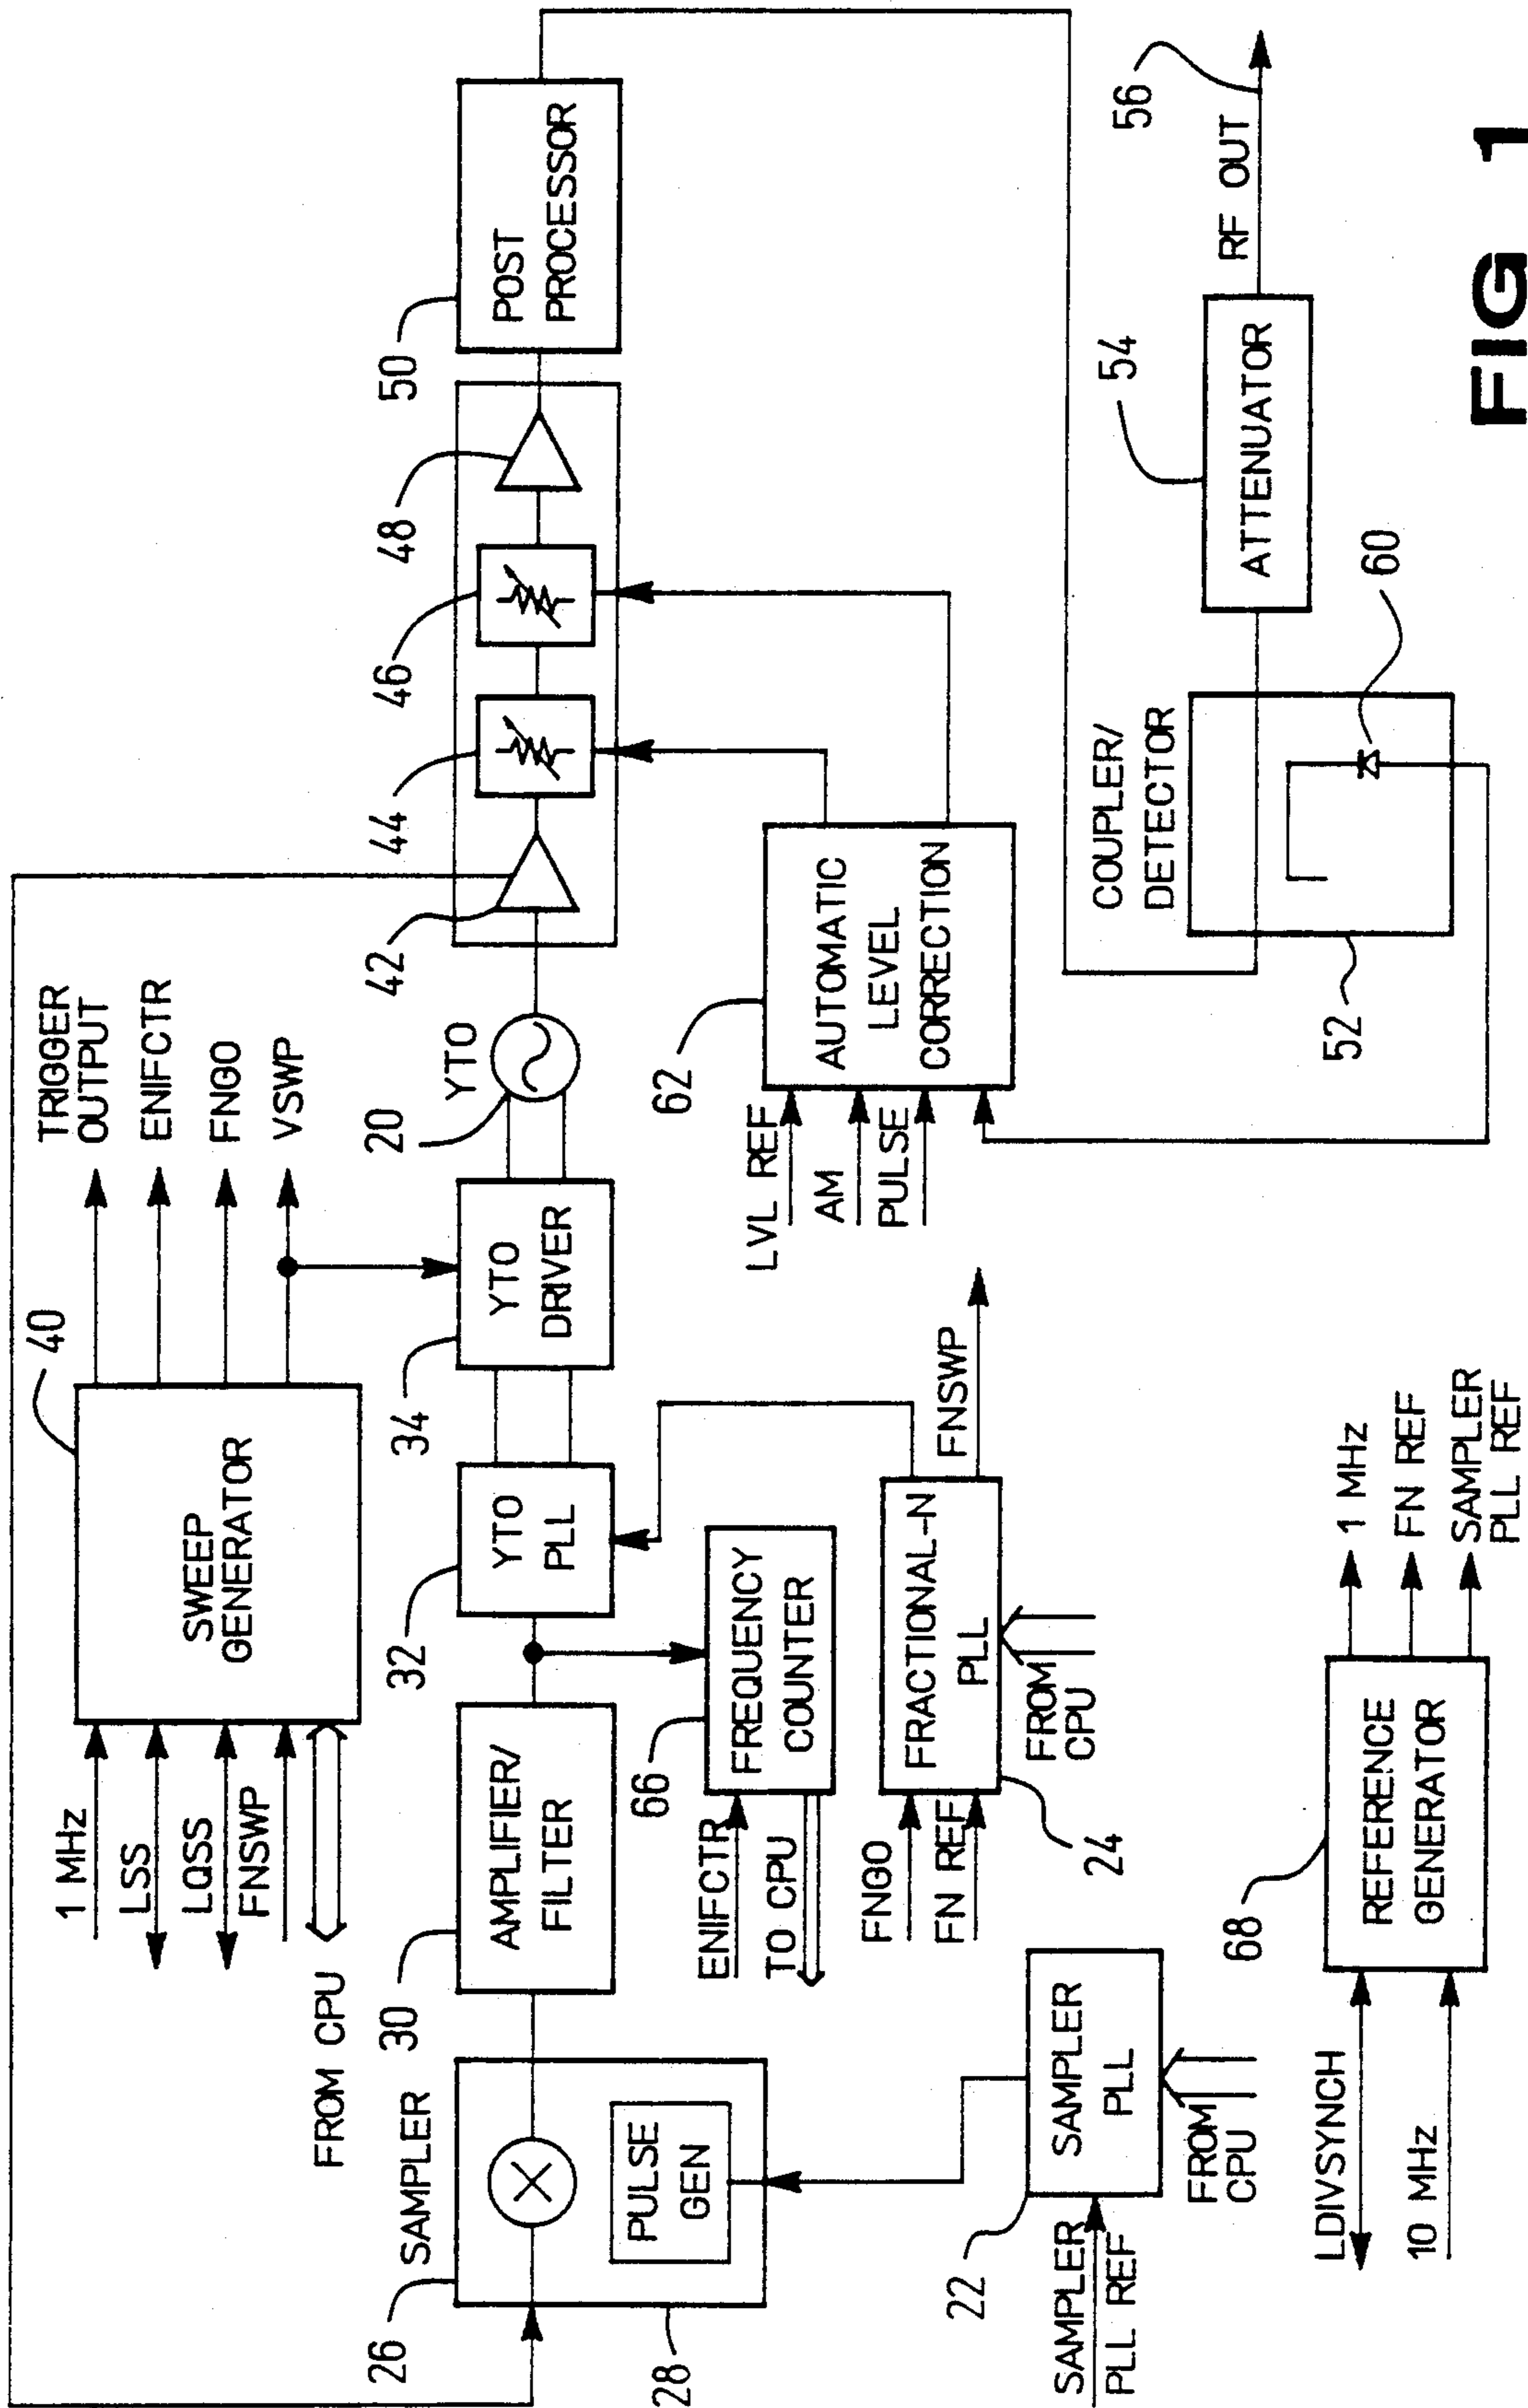 TRIGGER
OUTPUT
ENIFCTR
FNGO
VSWP
40
SWEEP
GENERATOR
1 MHz
LSS
LQSS
FNSWP
FROM CPU
26
SAMPLER
PULSE
GEN
28
30
AMPLIFIER/
FILTER
32
YTO
PLL
34
YTO
DRIVER
20
YTO
42
44
46
48
50
POST
PROCESSOR
66
FREQUENCY
COUNTER
ENIFCTR
TO CPU
62
AUTOMATIC
LEVEL
CORRECTION
LVL REF
AM
PULSE
FRACTIONAL-N
PLL
FNGO
FN REF
24
FROM
CPU
FNSWP
22
SAMPLER
PLL
SAMPLER
PLL REF
FROM
CPU
COUPLER/
DETECTOR
52
60
54
ATTENUATOR
RF OUT
56
68
REFERENCE
GENERATOR
LDIVSYNCH
10 MHz
1 MHz
FN REF
SAMPLER
PLL REF
FIG 1